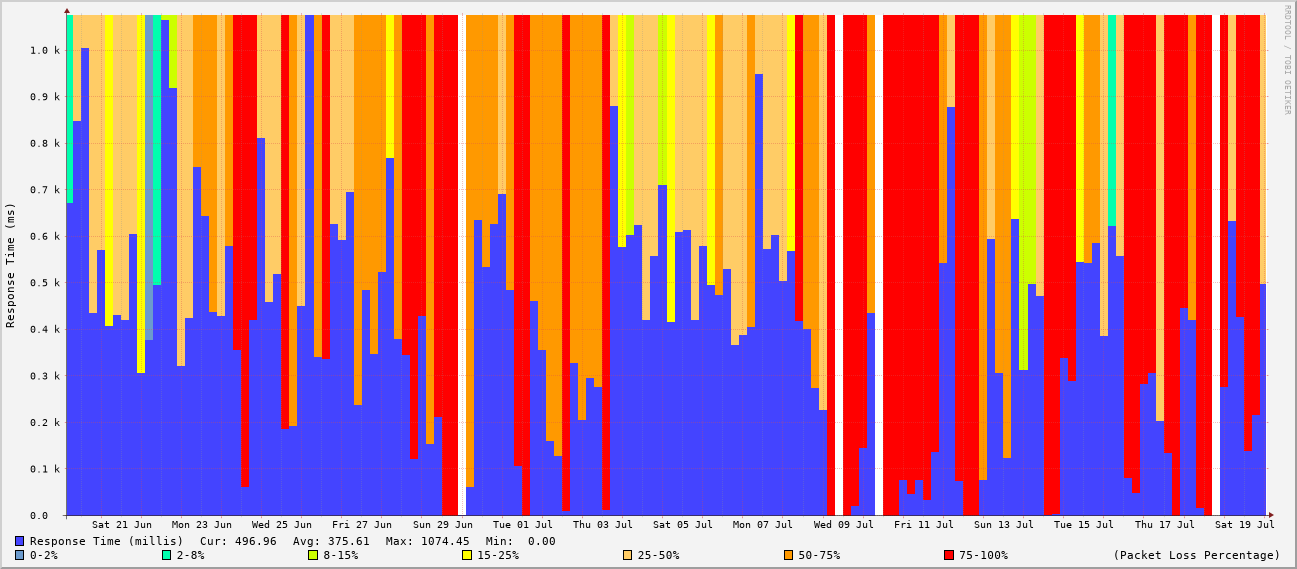 RRDTOOL / TOBI OETIKER
Response Time (ms)
1.0 k
0.9 k
0.8 k
0.7 k
0.6 k
0.5 k
0.4 k
0.3 k
0.2 k
0.1 k
0.0
Sat 21 Jun Mon 23 Jun Wed 25 Jun Fri 27 Jun Sun 29 Jun Tue 01 Jul Thu 03 Jul Sat 05 Jul Mon 07 Jul Wed 09 Jul Fri 11 Jul Sun 13 Jul Tue 15 Jul Thu 17 Jul Sat 19 Jul
Response Time (millis) Cur: 496.96 Avg: 375.61 Max: 1074.45 Min: 0.00
0-2% 2-8% 8-15% 15-25% 25-50% 50-75% 75-100% (Packet Loss Percentage)